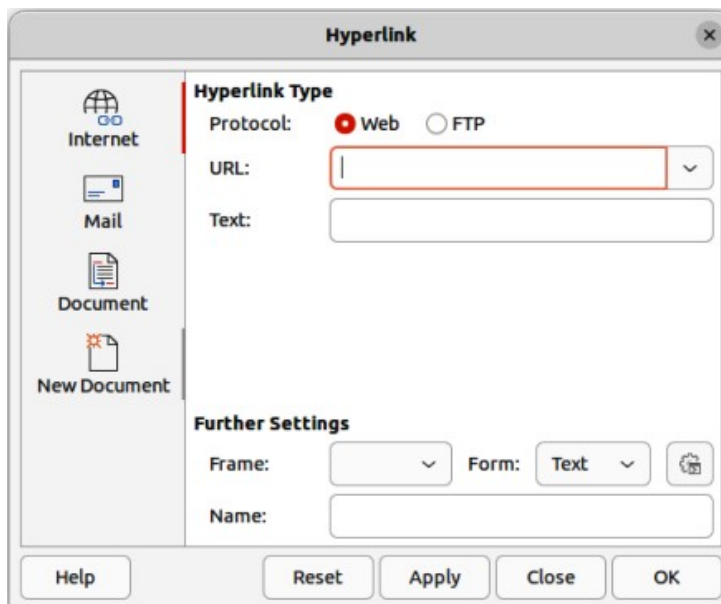 Hyperlink
Internet
Mail
Document
New Document
Hyperlink Type
Protocol: Web FTP
URL:
Text:
Further Settings
Frame: Form: Text
Name:
Help Reset Apply Close OK